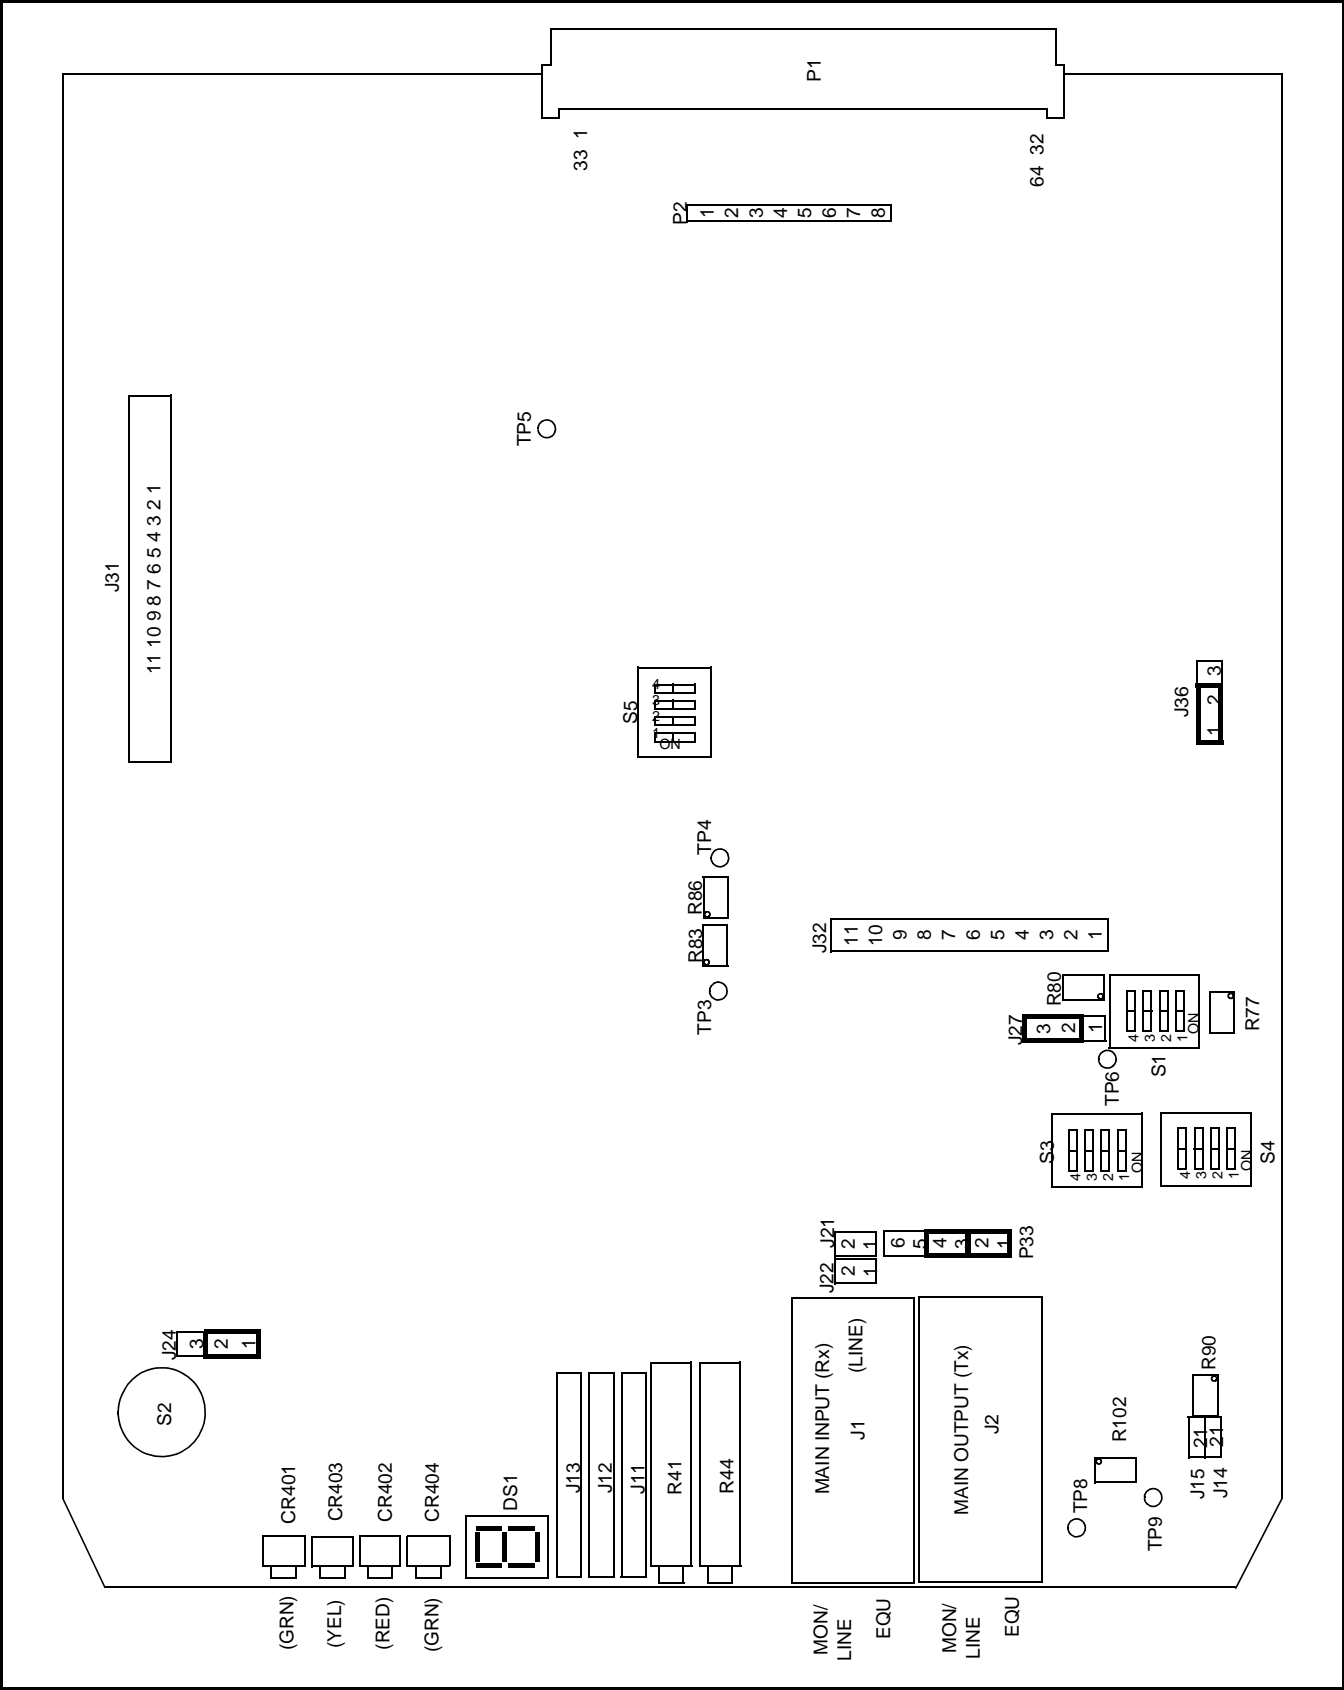 P1
33 1
64 32
P2
1 2 3 4 5 6 7 8
TP5
J31
11 10 9 8 7 6 5 4 3 2 1
S5
4
3
2
1
ON
J36
1 2 3
TP4
R86
R83
TP3
J32
11
10
9
8
7
6
5
4
3
2
1
R80
J27
3 2 1
4 3 2 1
ON
S1
R77
TP6
S3
4 3 2 1
ON
4 3 2 1
ON
S4
J21
2 1
J22
2 1
6 5 4 3 2 1
P33
J24
3 2 1
S2
CR401
CR403
CR402
CR404
DS1
J13
J12
J11
R41
R44
MAIN INPUT (Rx)
(LINE)
J1
MAIN OUTPUT (Tx)
J2
R90
R102
21
21
J15
J14
TP8
TP9
(GRN)
(YEL)
(RED)
(GRN)
MON/
LINE
EQU
MON/
LINE
EQU